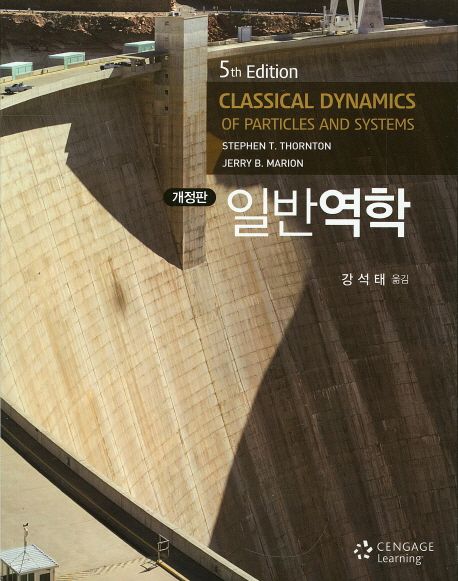 5th Edition
CLASSICAL DYNAMICS
OF PARTICLES AND SYSTEMS
STEPHEN T. THORNTON
JERRY B. MARION
개정판
일반역학
강석태 옮김
CENGAGE
Learning™